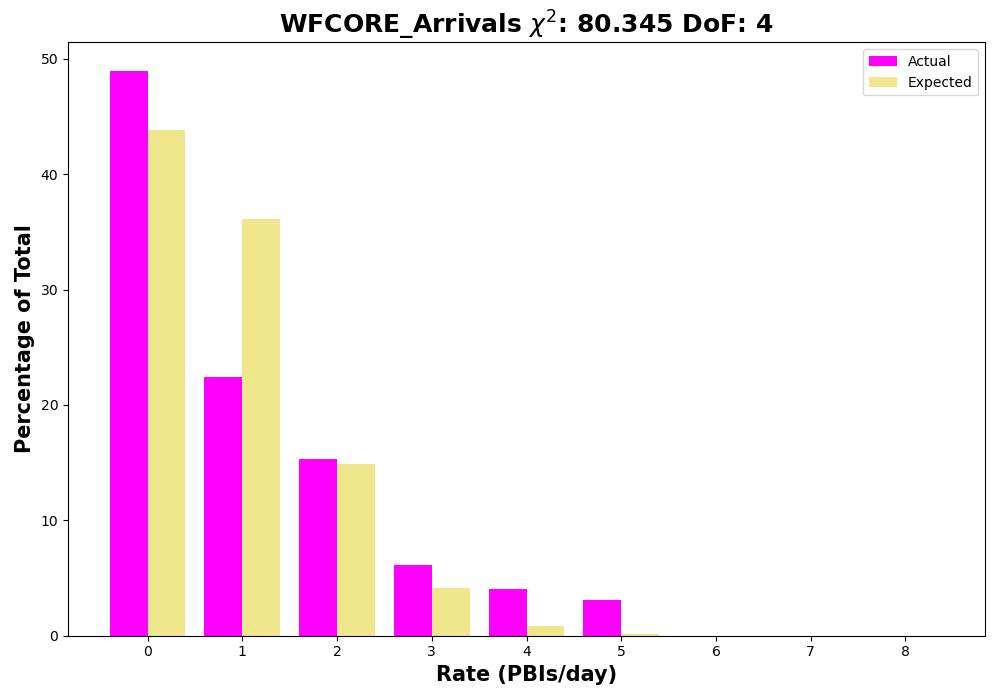 WFCORE_Arrivals χ²: 80.345 DoF: 4
Actual
Expected
Percentage of Total
50
40
30
20
10
0
0 1 2 3 4 5 6 7 8
Rate (PBIs/day)